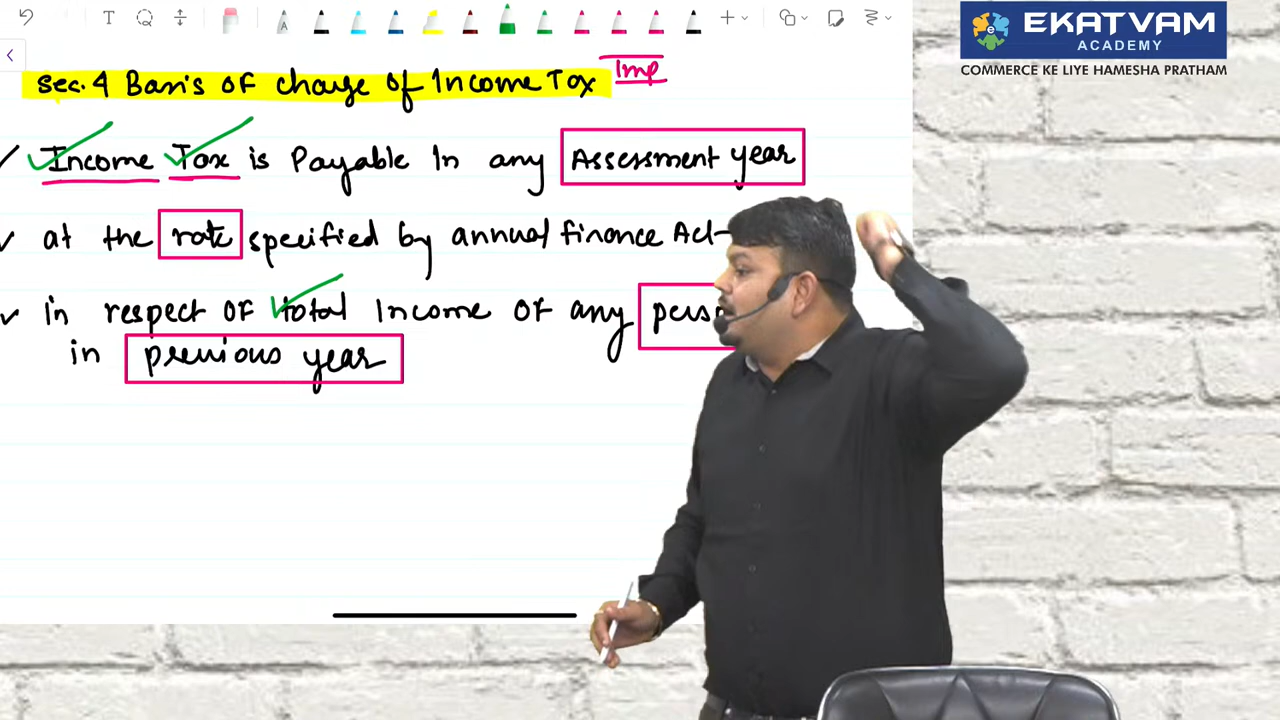 EKATVAM
ACADEMY
COMMERCE KE LIYE HAMESHA PRATHAM
Sec. 4 Basis of charge of Income Tax Imp
Income Tax is Payable In any Assessment year
at the rate specified by annual finance Act
in respect of total Income of any
in previous year